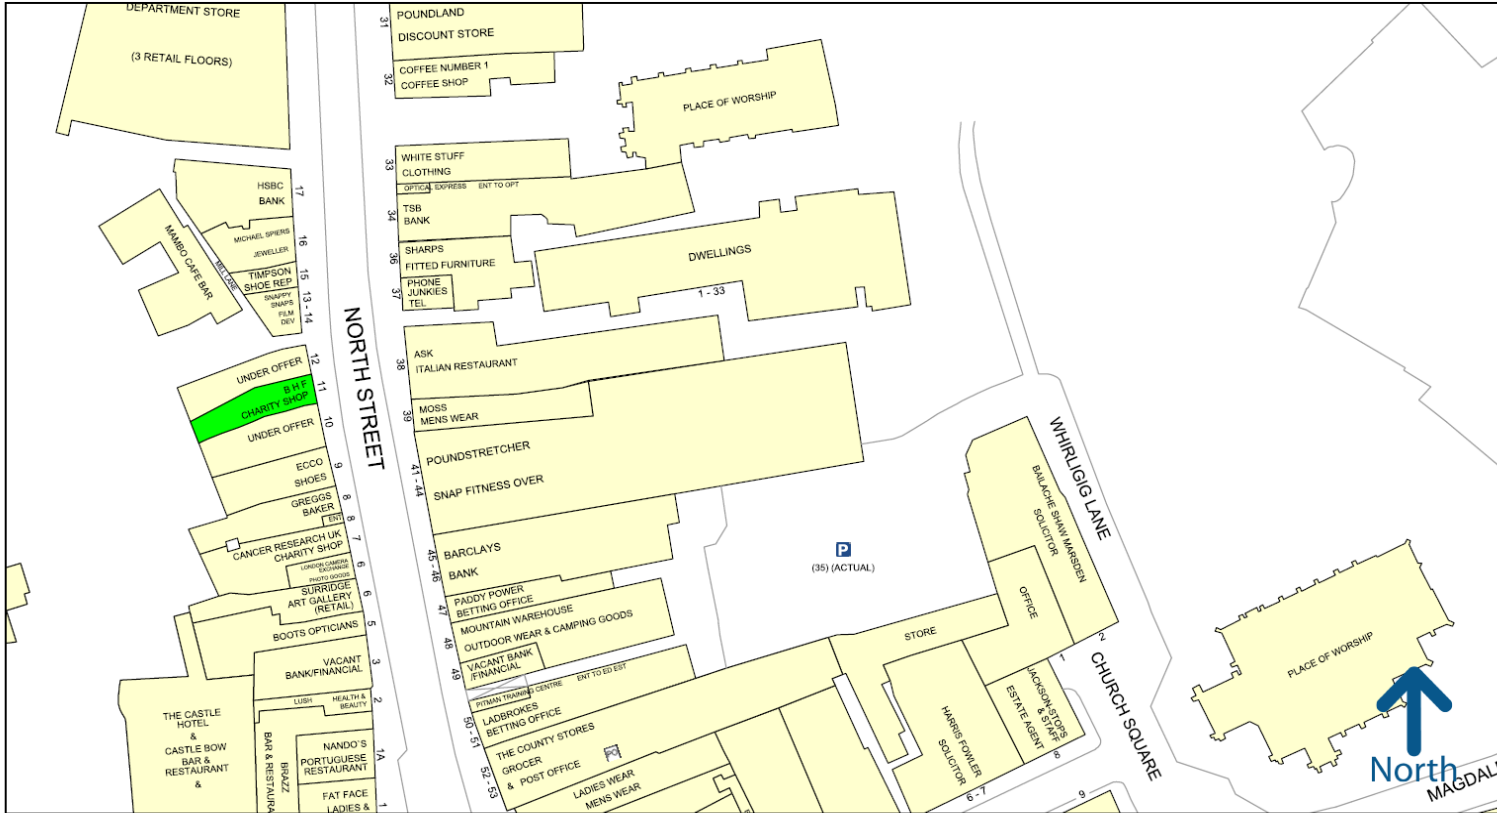 DEPARTMENT STORE
(3 RETAIL FLOORS)
31
POUNDLAND
DISCOUNT STORE
32
COFFEE NUMBER 1
COFFEE SHOP
PLACE OF WORSHIP
33
WHITE STUFF
CLOTHING
OPTICAL EXPRESS ENT TO OPT
34
TSB
BANK
36
SHARPS
FITTED FURNITURE
37
PHONE
JUNKIES
TEL
DWELLINGS
1 - 33
HSBC
BANK
17
MICHAEL SPIERS
JEWELLER
16
TIMPSON
SHOE REP
15
SNAPPY
SNAPS
FILM
DEV
13 - 14
MAMBO CAFE BAR
MILL LANE
NORTH STREET
UNDER OFFER
12
B H F
CHARITY SHOP
11
UNDER OFFER
10
ECCO
SHOES
9
GREGGS
BAKER
8
ENT
8
CANCER RESEARCH UK
CHARITY SHOP
7
LONDON CAMERA
EXCHANGE
PHOTO GOODS
6
SURRIDGE
ART GALLERY
(RETAIL)
6
BOOTS OPTICIANS
5
VACANT
BANK/FINANCIAL
3
LUSH HEALTH &
BEAUTY
2
THE CASTLE
HOTEL
&
CASTLE BOW
BAR &
RESTAURANT
&
BRAZZ
BAR & RESTAURA
NANDO`S
PORTUGUESE
RESTAURANT
1A
FAT FACE
LADIES &
1
38
ASK
ITALIAN RESTAURANT
39
MOSS
MENS WEAR
41 - 44
POUNDSTRETCHER
SNAP FITNESS OVER
45 - 46
BARCLAYS
BANK
47
PADDY POWER
BETTING OFFICE
48
MOUNTAIN WAREHOUSE
OUTDOOR WEAR & CAMPING GOODS
49
VACANT BANK
/FINANCIAL
PITMAN TRAINING CENTRE ENT TO ED EST
50 - 51
LADBROKES
BETTING OFFICE
52 - 53
THE COUNTY STORES
GROCER
& POST OFFICE
LADIES WEAR
MENS WEAR
P
(35) (ACTUAL)
STORE
OFFICE
BAILACHE SHAW MARSDEN
SOLICITOR
WHIRLIGIG LANE
2
1
HARRIS FOWLER
SOLICITOR
6 - 7
JACKSON-STOPS
& STAFF
ESTATE AGENT
8
9
CHURCH SQUARE
PLACE OF WORSHIP
North
MAGDAL